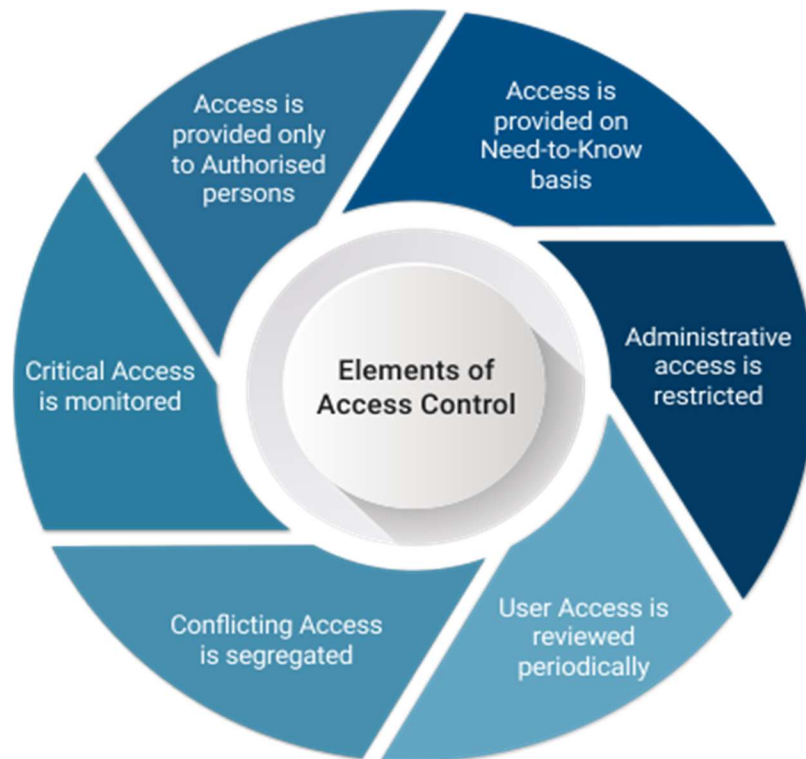 Access is
provided only
to Authorised
persons
Access is
provided on
Need-to-Know
basis
Administrative
access is
restricted
User Access is
reviewed
periodically
Conflicting Access
is segregated
Critical Access
is monitored
Elements of
Access Control